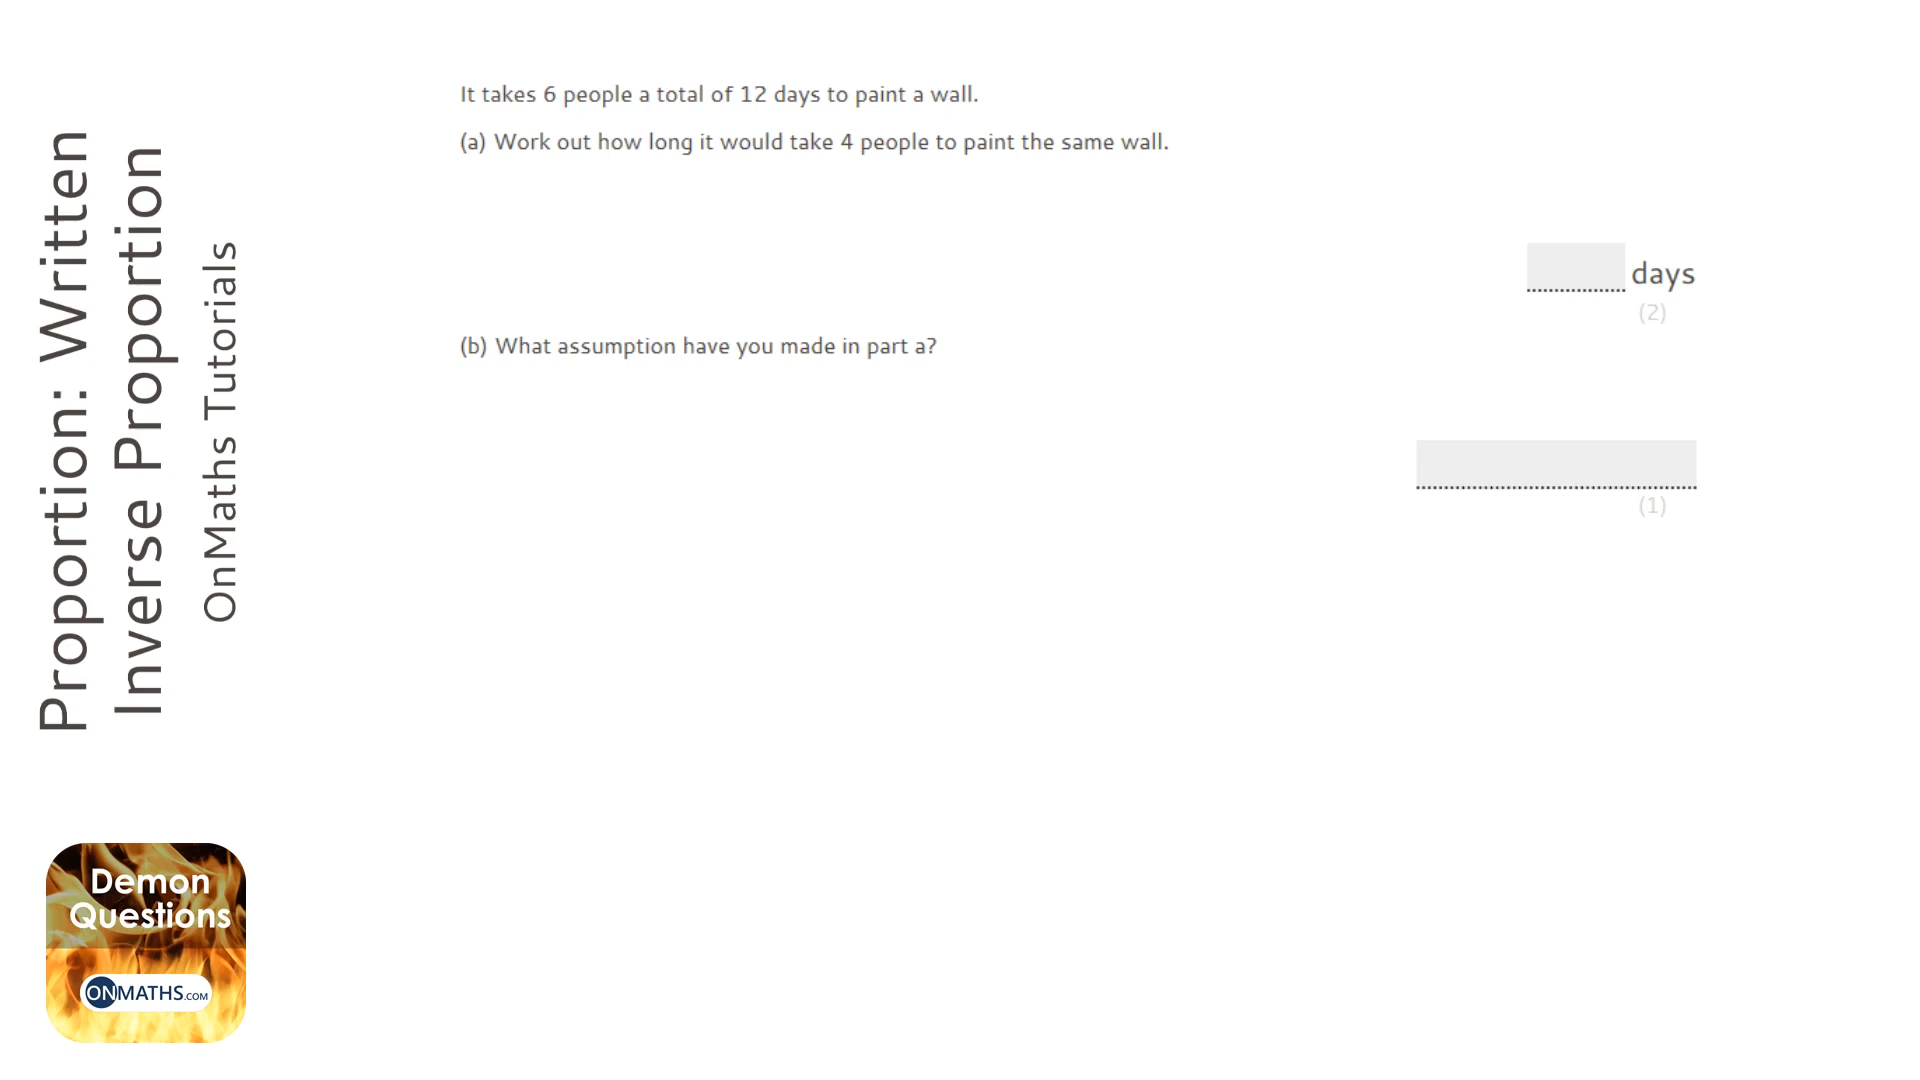 Proportion: Written
Inverse Proportion
OnMaths Tutorials
It takes 6 people a total of 12 days to paint a wall.
(a) Work out how long it would take 4 people to paint the same wall.
days
(2)
(b) What assumption have you made in part a?
(1)
Demon
Questions
ONMATHS.COM